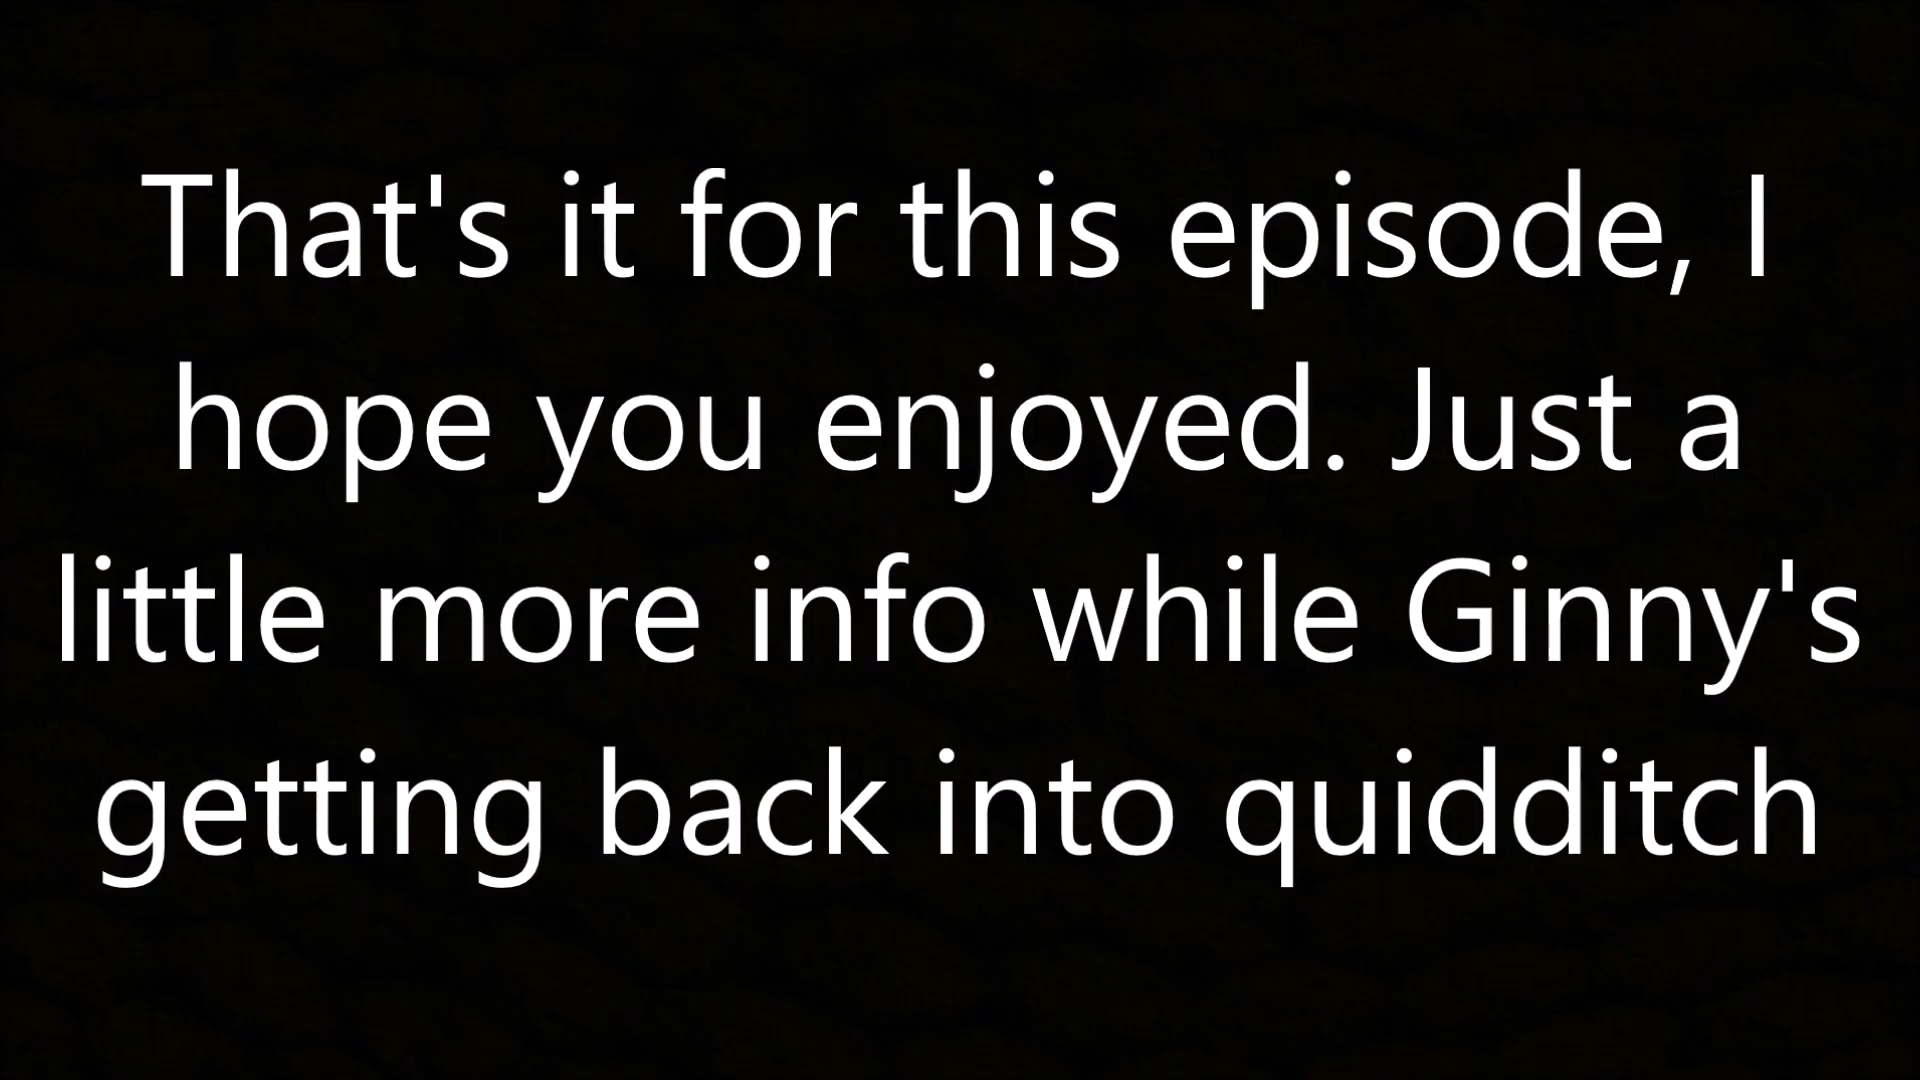 That's it for this episode, I
hope you enjoyed. Just a
little more info while Ginny's
getting back into quidditch